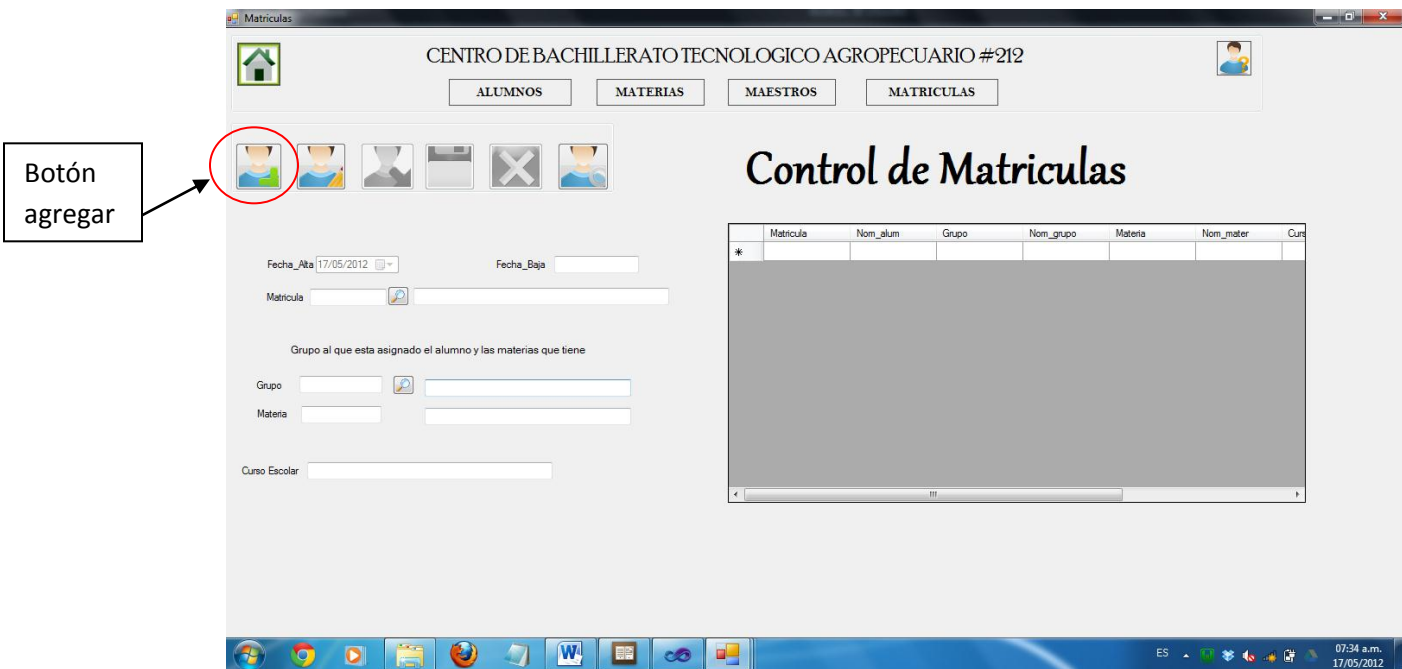 Matriculas
CENTRO DE BACHILLERATO TECNOLOGICO AGROPECUARIO #212
ALUMNOS MATERIAS MAESTROS MATRICULAS
Botón
agregar
Control de Matriculas
Matricula Nom_alum Grupo Nom_grupo Materia Nom_mater Curs
Fecha_Alta 17/05/2012 Fecha_Baja
Matricula
Grupo al que esta asignado el alumno y las materias que tiene
Grupo
Materia
Curso Escolar
ES 07:34 a.m.
17/05/2012